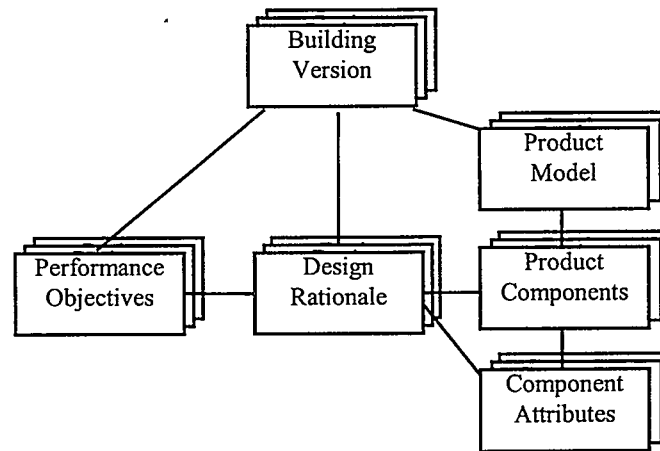 Building
Version
Product
Model
Performance
Objectives
Design
Rationale
Product
Components
Component
Attributes